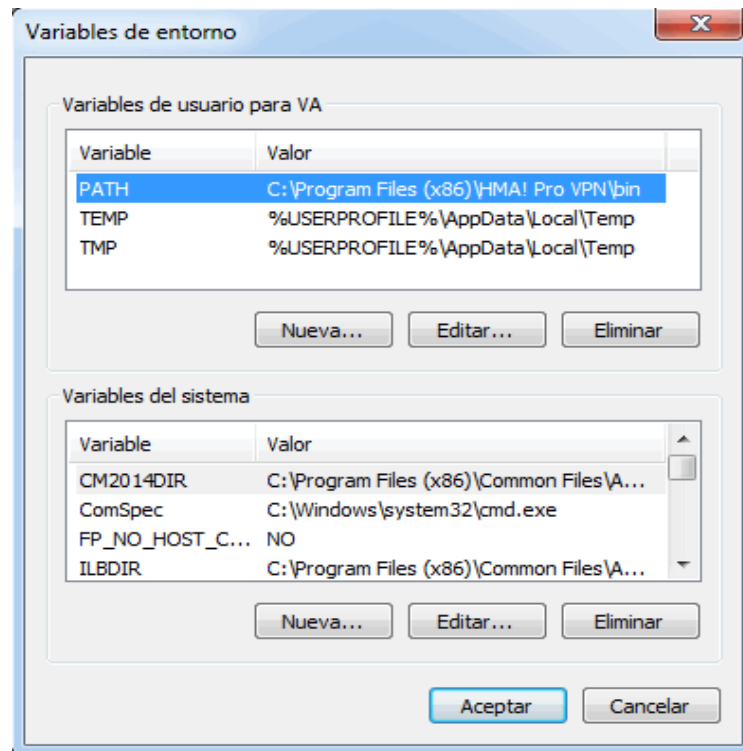 Variables de entorno
Variables de usuario para VA
Variable Valor
PATH C:\Program Files (x86)\HMA! Pro VPN\bin
TEMP %USERPROFILE%\AppData\Local\Temp
TMP %USERPROFILE%\AppData\Local\Temp
Nueva... Editar... Eliminar
Variables del sistema
Variable Valor
CM2014DIR C:\Program Files (x86)\Common Files\A...
ComSpec C:\Windows\system32\cmd.exe
FP_NO_HOST_C... NO
ILBDIR C:\Program Files (x86)\Common Files\A...
Nueva... Editar... Eliminar
Aceptar Cancelar